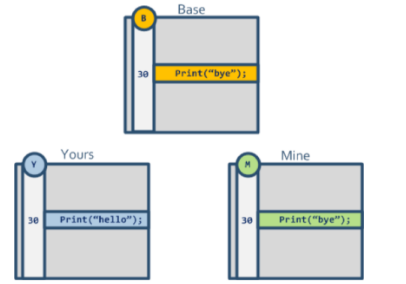 Base
B
30 Print("bye");
Yours Mine
Y M
30 Print("hello"); 30 Print("bye");